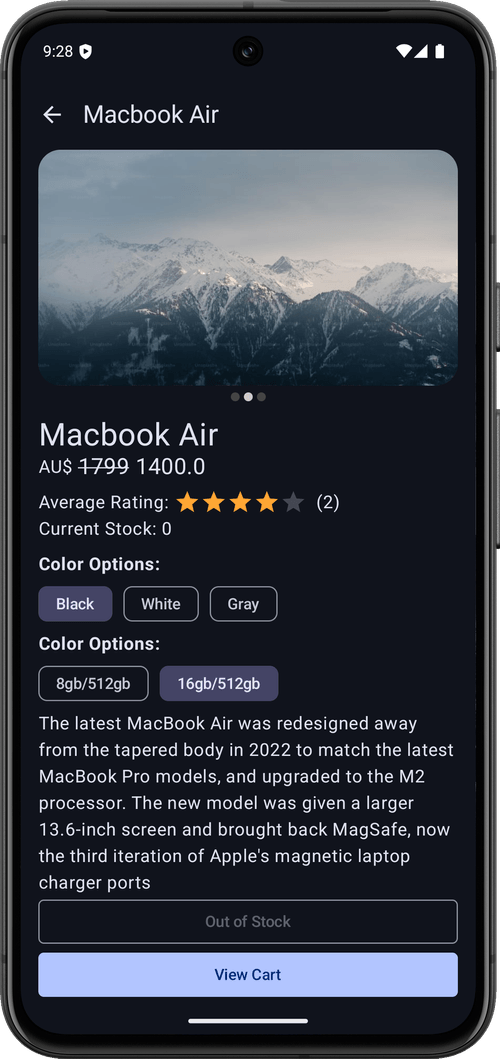 9:28
Macbook Air
Macbook Air
AU$ 1799 1400.0
Average Rating: (2)
Current Stock: 0
Color Options:
Black White Gray
Color Options:
8gb/512gb 16gb/512gb
The latest MacBook Air was redesigned away
from the tapered body in 2022 to match the latest
MacBook Pro models, and upgraded to the M2
processor. The new model was given a larger
13.6-inch screen and brought back MagSafe, now
the third iteration of Apple's magnetic laptop
charger ports
Out of Stock
View Cart